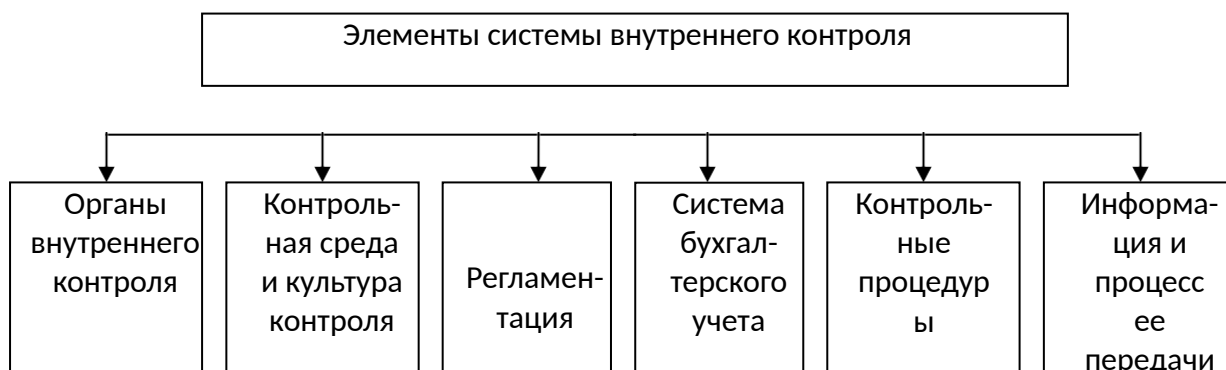 Элементы системы внутреннего контроля
Органы
внутреннего
контроля
Контроль-
ная среда
и культура
контроля
Регламен-
тация
Система
бухгал-
терского
учета
Контроль-
ные
процедур
ы
Информа-
ция и
процесс
ее
передачи